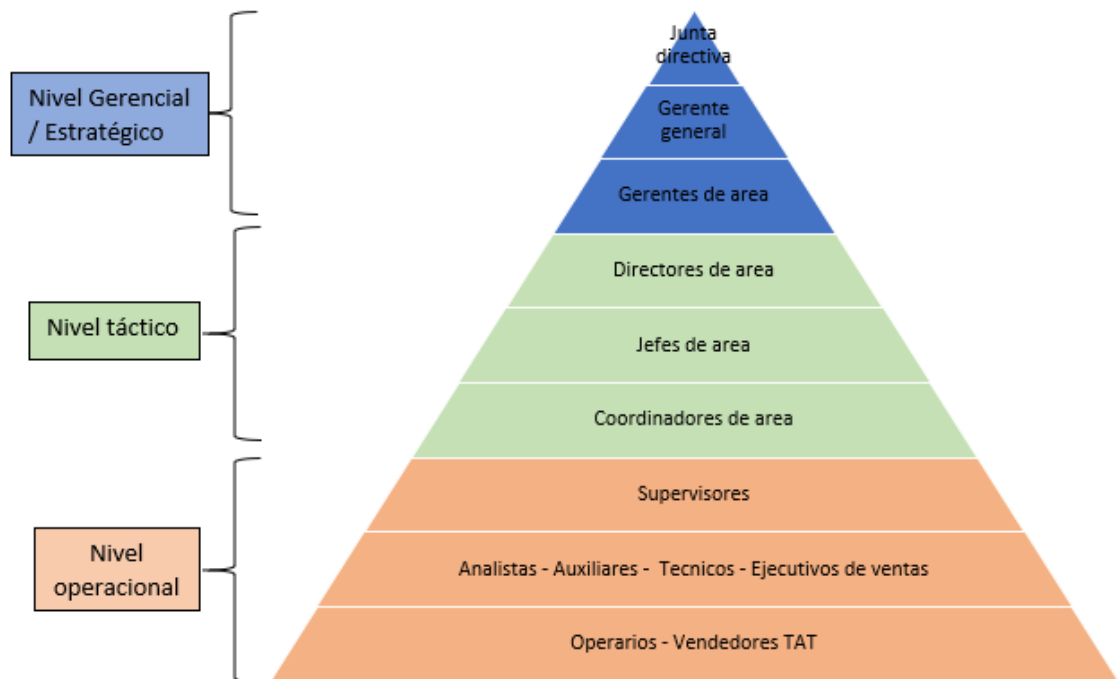 Junta
directiva
Nivel Gerencial
/ Estratégico
Gerente
general
Gerentes de area
Directores de area
Nivel táctico
Jefes de area
Coordinadores de area
Supervisores
Nivel
operacional
Analistas - Auxiliares - Tecnicos - Ejecutivos de ventas
Operarios - Vendedores TAT